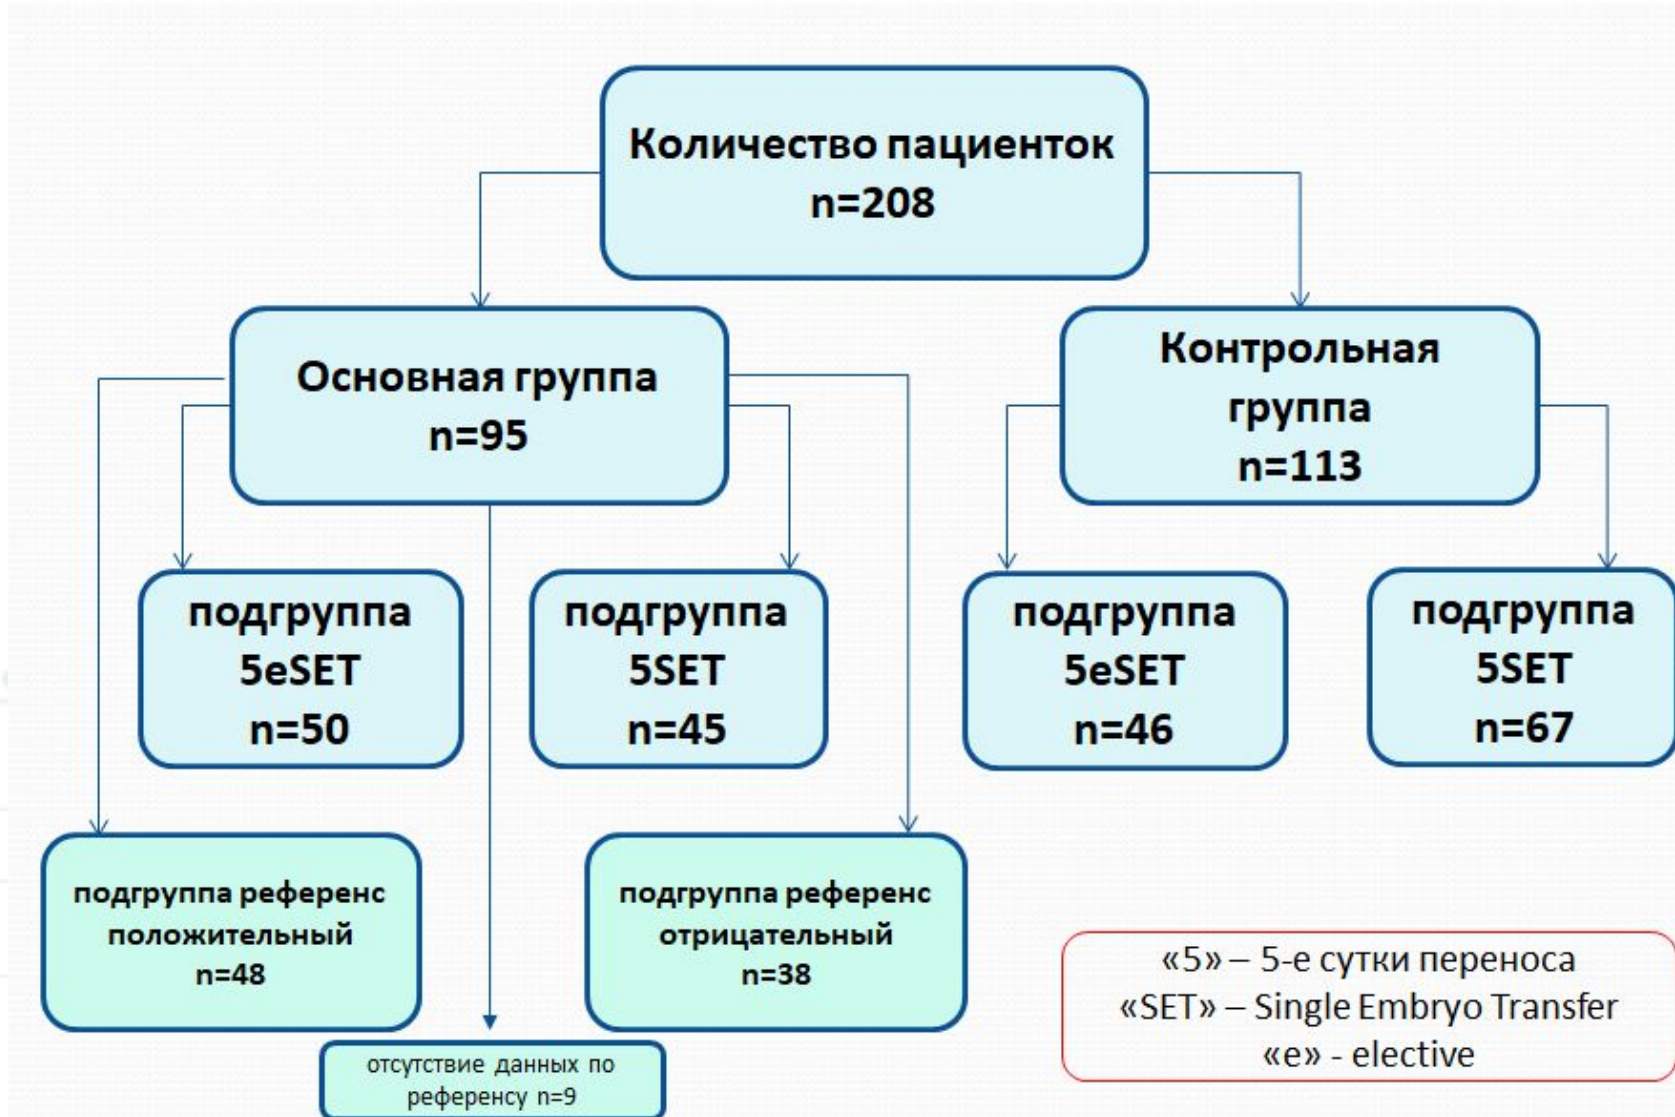 Количество пациенток
n=208
Основная группа
n=95
Контрольная
группа
n=113
подгруппа
5eSET
n=50
подгруппа
5SET
n=45
подгруппа
5eSET
n=46
подгруппа
5SET
n=67
подгруппа референс
положительный
n=48
подгруппа референс
отрицательный
n=38
отсутствие данных по
референсу n=9
«5» – 5-е сутки переноса
«SET» – Single Embryo Transfer
«e» - elective